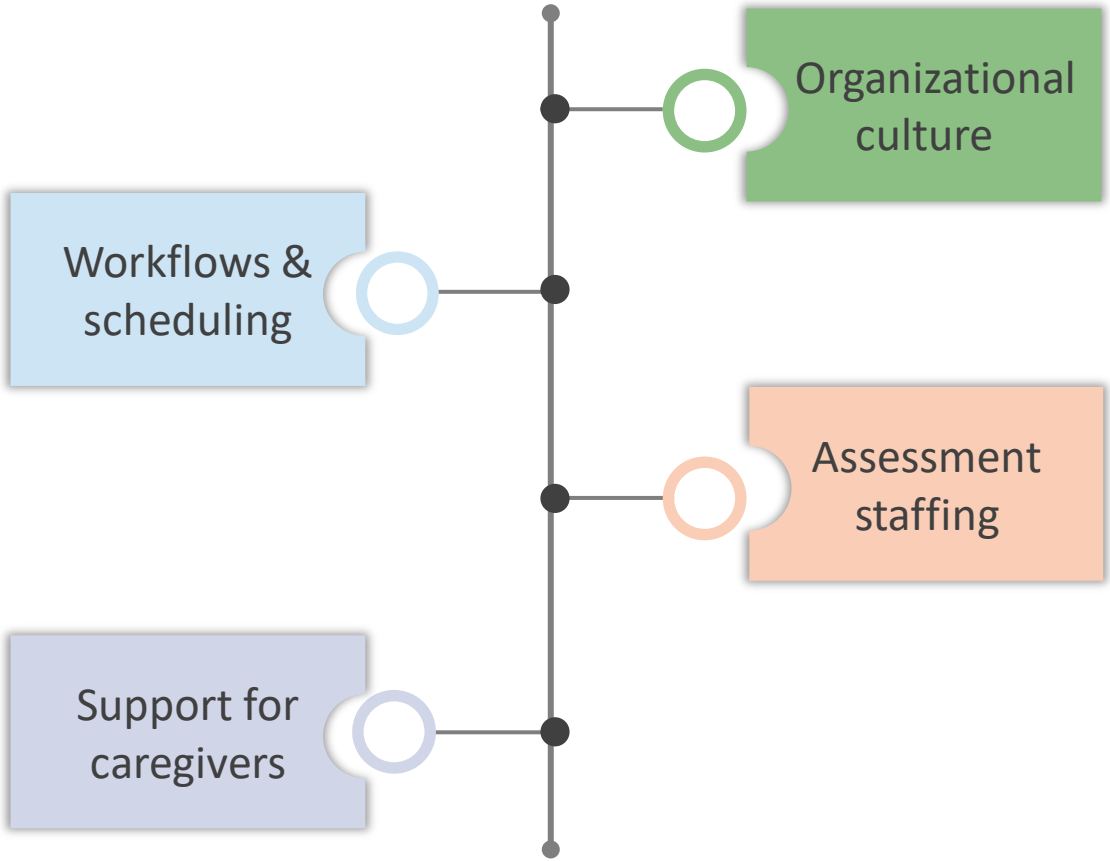 Organizational
culture
Workflows &
scheduling
Assessment
staffing
Support for
caregivers